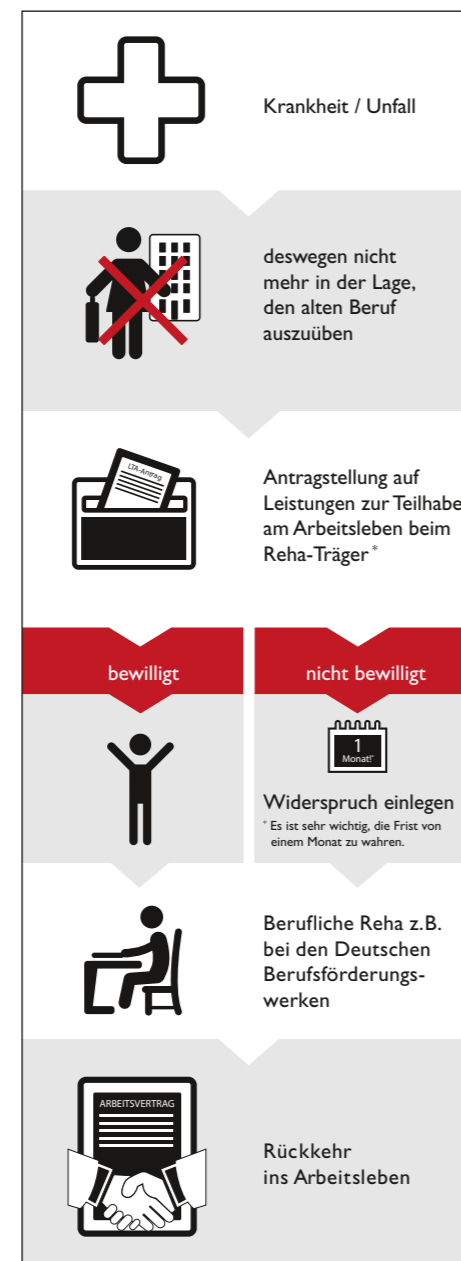 Krankheit / Unfall
deswegen nicht
mehr in der Lage,
den alten Beruf
auszuüben
LTA-Antrag
Antragstellung auf
Leistungen zur Teilhabe
am Arbeitsleben beim
Reha-Träger *
bewilligt
nicht bewilligt
1
Monat!*
Widerspruch einlegen
* Es ist sehr wichtig, die Frist von
einem Monat zu wahren.
Berufliche Reha z.B.
bei den Deutschen
Berufsförderungs-
werken
ARBEITSVERTRAG
Rückkehr
ins Arbeitsleben